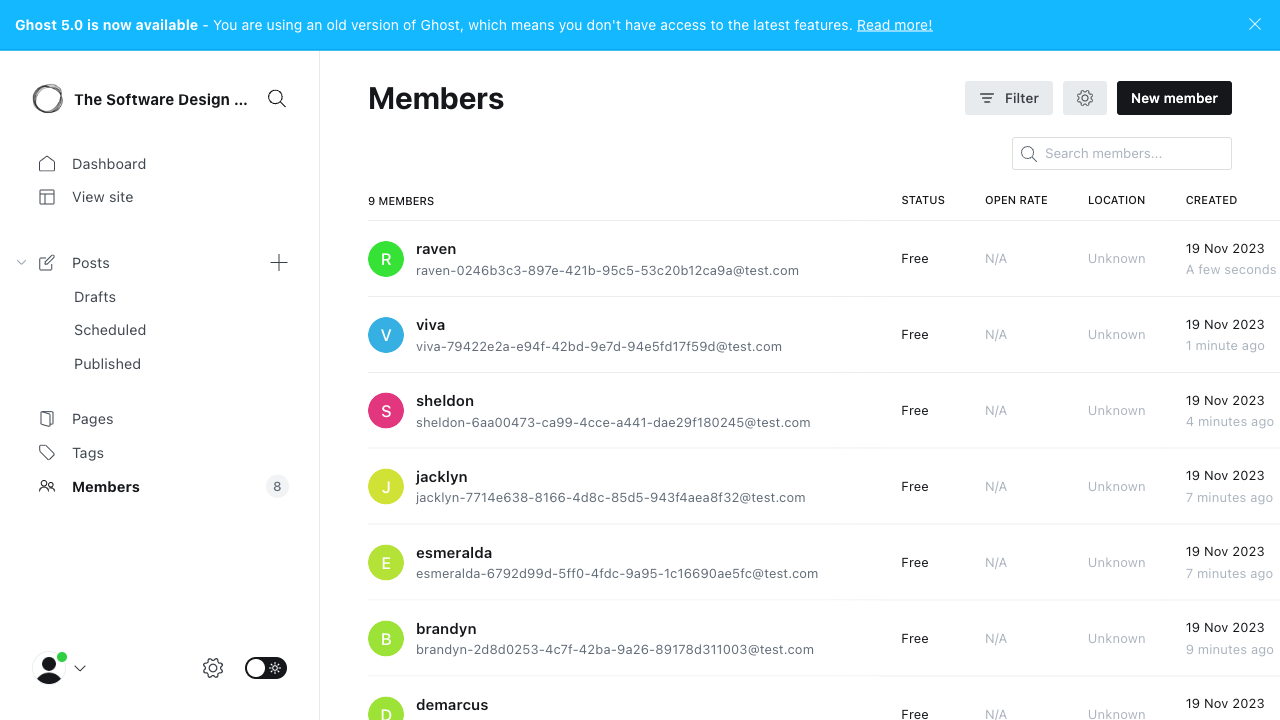 Ghost 5.0 is now available - You are using an old version of Ghost, which means you don't have access to the latest features. Read more!
The Software Design ...
Dashboard
View site
Posts
Drafts
Scheduled
Published
Pages
Tags
Members 8
Members
Filter
New member
Search members...
9 MEMBERS STATUS OPEN RATE LOCATION CREATED
R raven Free N/A Unknown 19 Nov 2023
raven-0246b3c3-897e-421b-95c5-53c20b12ca9a@test.com A few seconds
V viva Free N/A Unknown 19 Nov 2023
viva-79422e2a-e94f-42bd-9e7d-94e5fd17f59d@test.com 1 minute ago
S sheldon Free N/A Unknown 19 Nov 2023
sheldon-6aa00473-ca99-4cce-a441-dae29f180245@test.com 4 minutes ago
J jacklyn Free N/A Unknown 19 Nov 2023
jacklyn-7714e638-8166-4d8c-85d5-943f4aea8f32@test.com 7 minutes ago
E esmeralda Free N/A Unknown 19 Nov 2023
esmeralda-6792d99d-5ff0-4fdc-9a95-1c16690ae5fc@test.com 7 minutes ago
B brandyn Free N/A Unknown 19 Nov 2023
brandyn-2d8d0253-4c7f-42ba-9a26-89178d311003@test.com 9 minutes ago
D demarcus Free N/A Unknown 19 Nov 2023